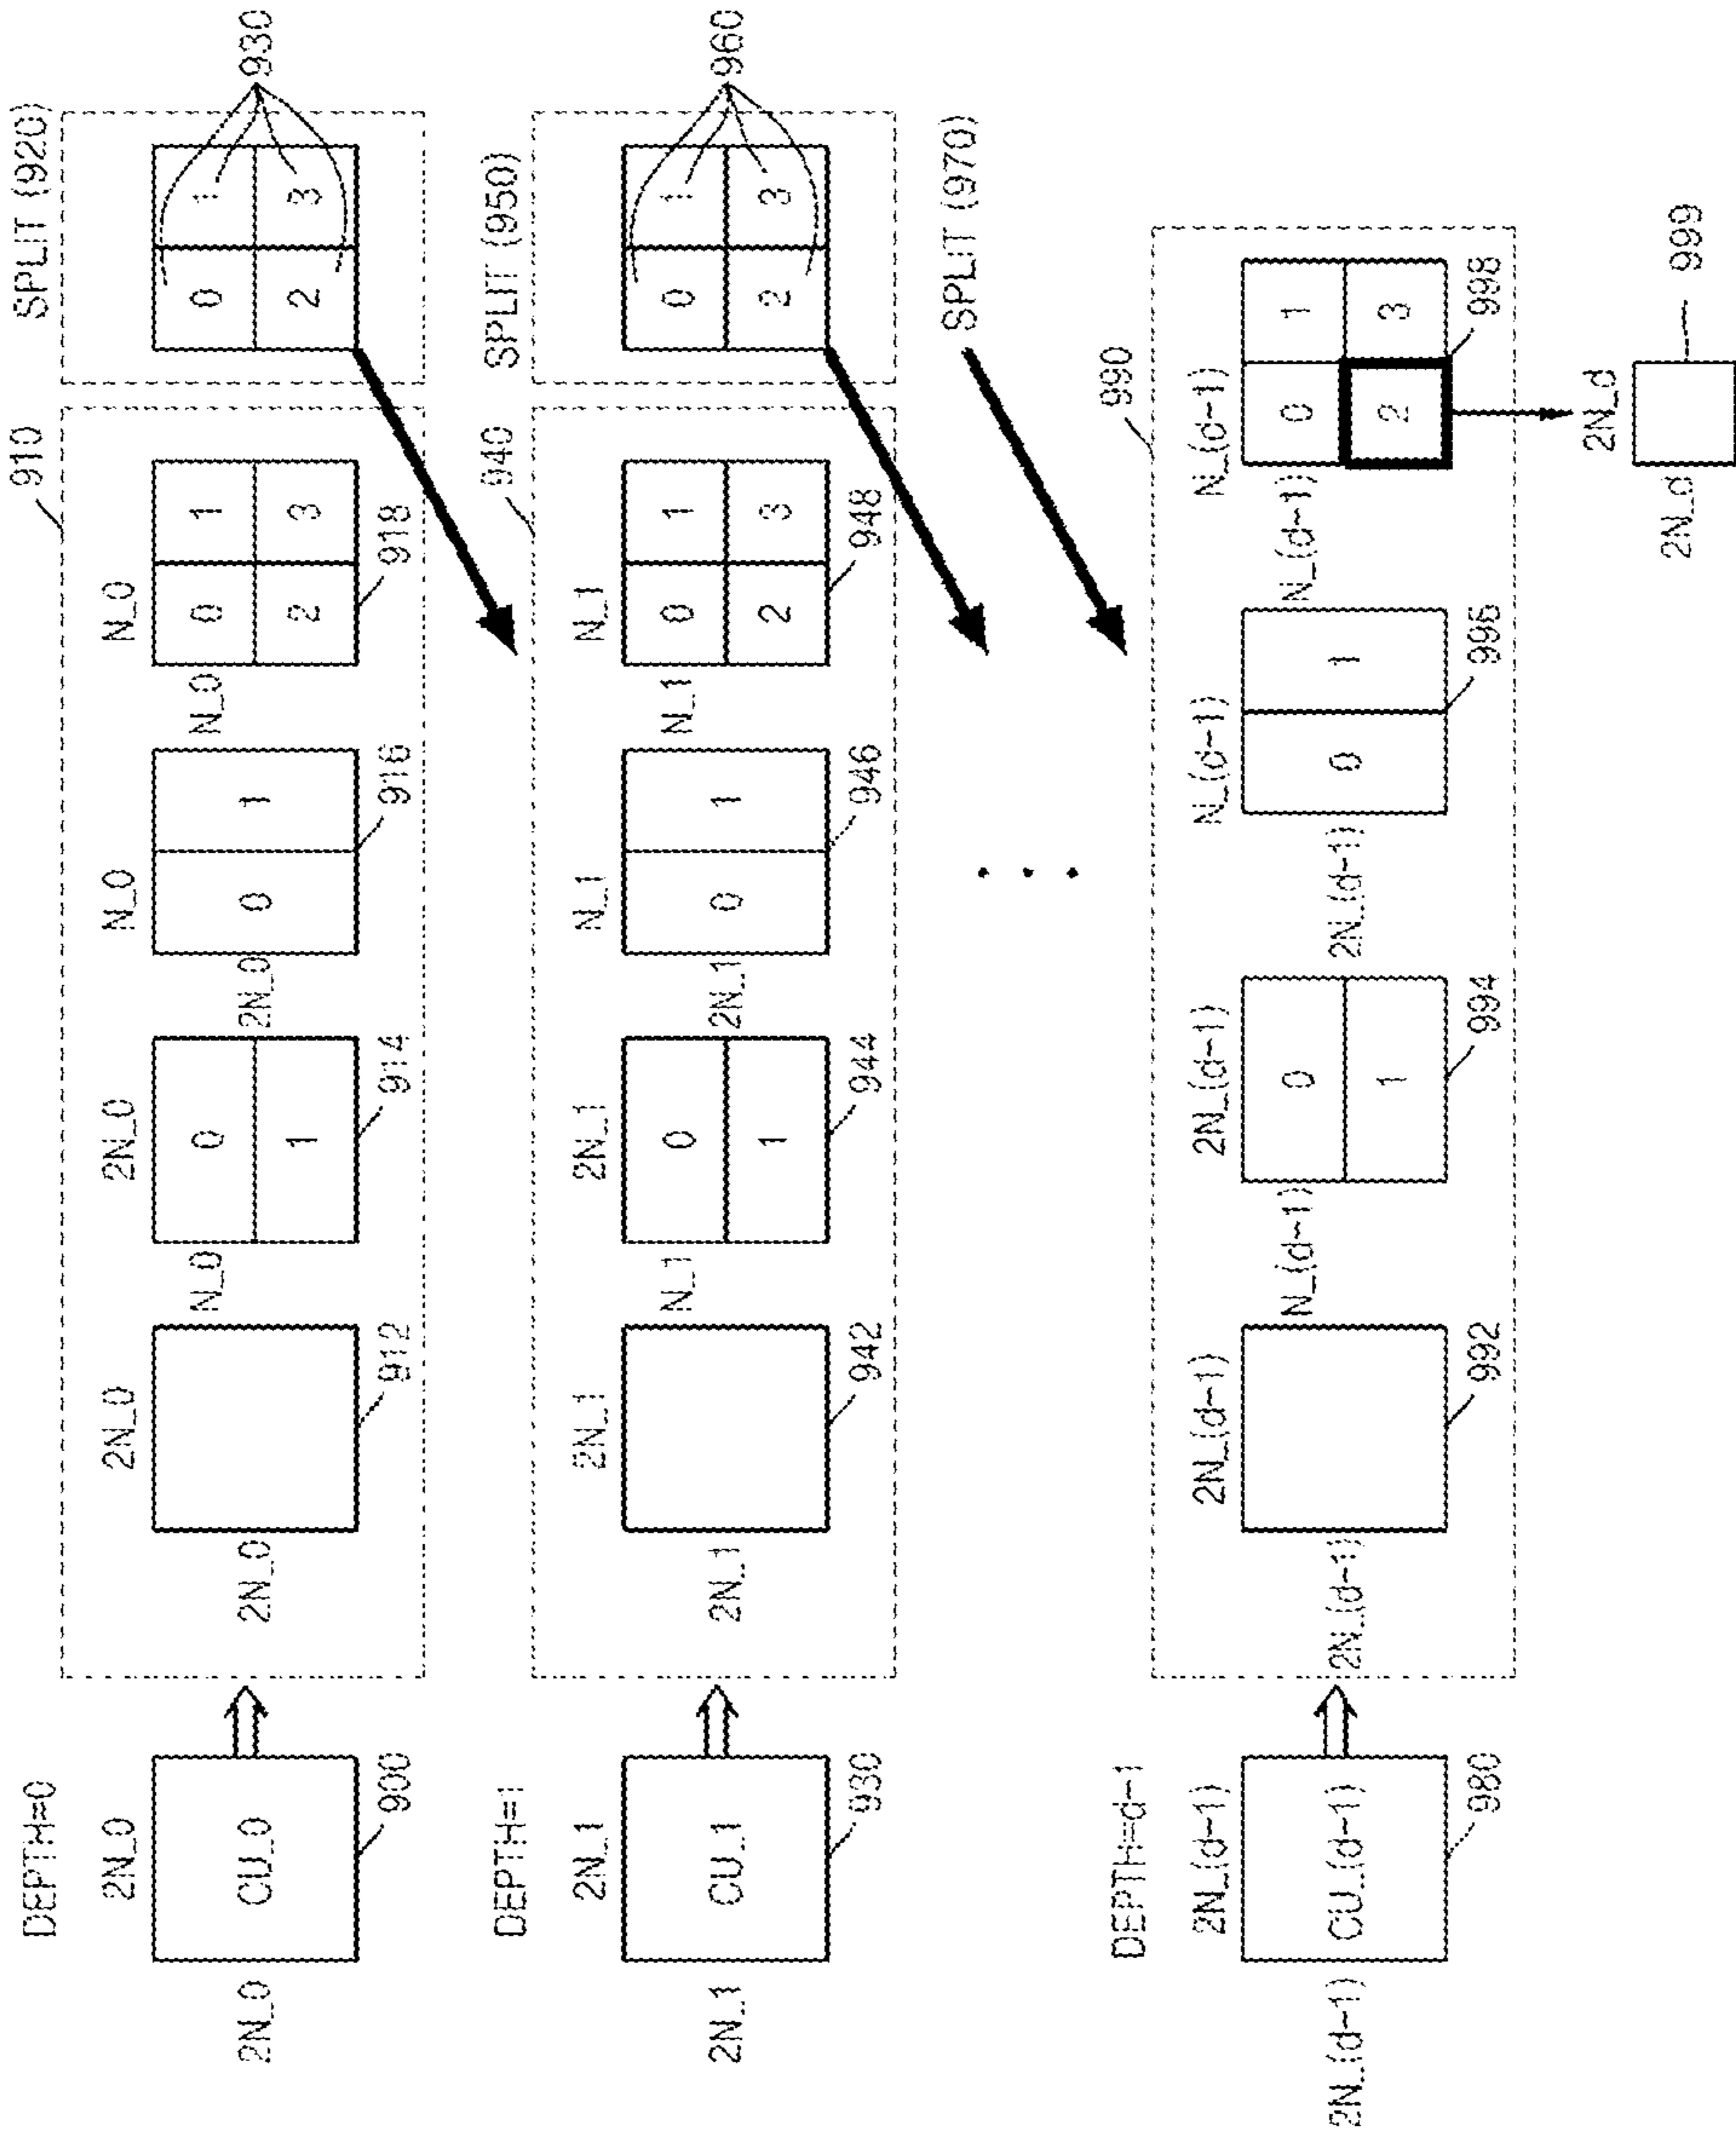 DEPTH=0
SPLIT (920)
910
2N_0
2N_0
2N_0
N_0
N_0
930
2N_0
CU_0
2N_0
N_0
0
1
2N_0
0
1
N_0
0
1
2
3
0
1
2
3
900
912
914
916
918
DEPTH=1
SPLIT (950)
940
2N_1
2N_1
2N_1
N_1
N_1
960
2N_1
CU_1
2N_1
N_1
0
1
2N_1
0
1
N_1
0
1
2
3
0
1
2
3
930
942
944
946
948
SPLIT (970)
. . .
DEPTH=d-1
990
2N_(d-1)
2N_(d-1)
2N_(d-1)
N_(d-1)
N_(d-1)
2N_(d-1)
CU_(d-1)
2N_(d-1)
N_(d-1)
0
1
2N_(d-1)
0
1
N_(d-1)
0
1
2
3
980
992
994
996
998
2N_d
2N_d
999